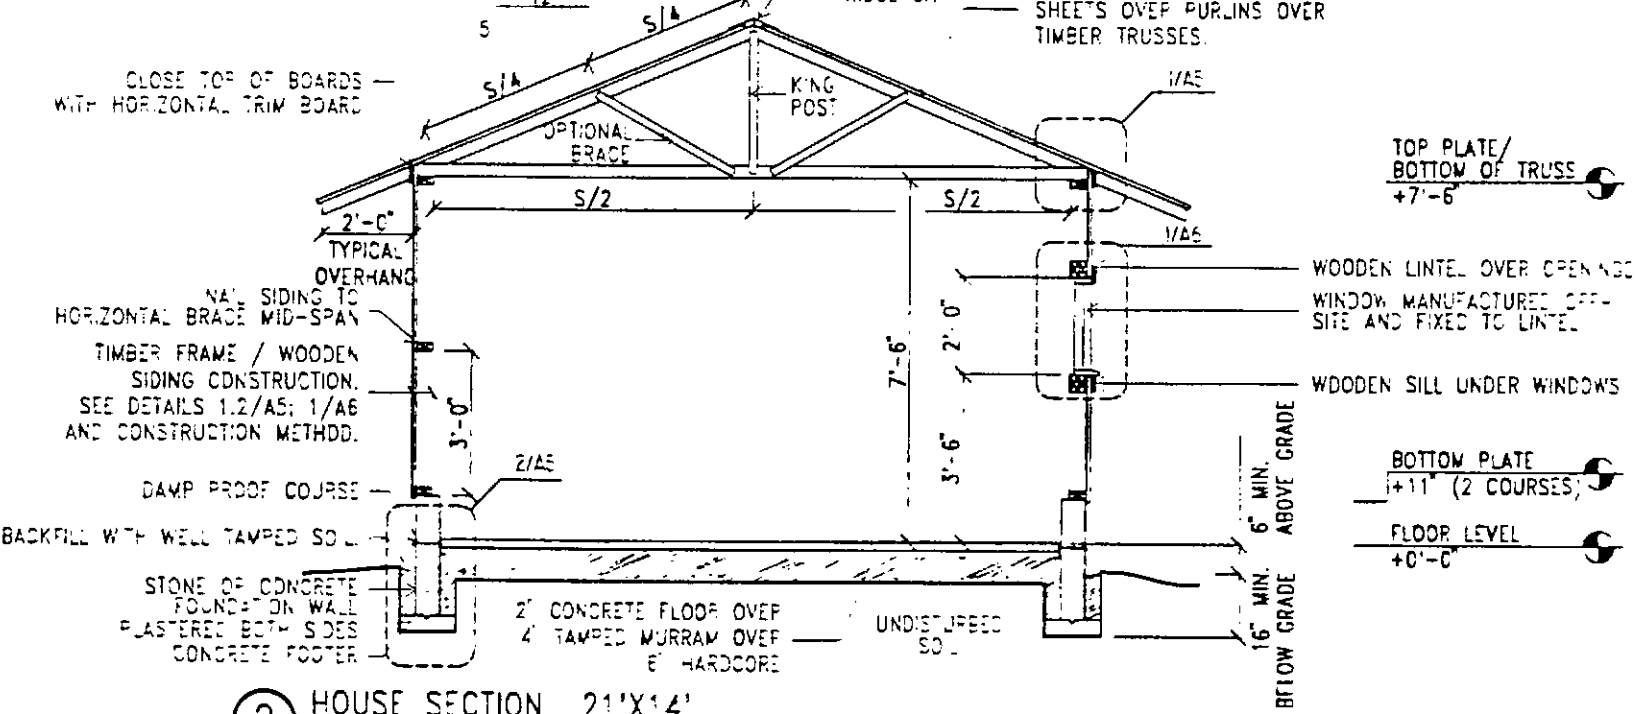 12
5
S/4
S/4
SHEETS OVER PURLINS OVER
TIMBER TRUSSES.
CLOSE TOP OF BOARDS
WITH HORIZONTAL TRIM BOARD
KING
POST
OPTIONAL
BRACE
1/A5
TOP PLATE/
BOTTOM OF TRUSS
+7'-6"
S/2
S/2
2'-0"
TYPICAL
OVERHANG
1/A6
WOODEN LINTEL OVER OPENINGS
NAIL SIDING TO
HORIZONTAL BRACE MID-SPAN
WINDOW MANUFACTURED OFF-
SITE AND FIXED TO LINTEL
2'-0"
7'-6"
TIMBER FRAME / WOODEN
SIDING CONSTRUCTION.
SEE DETAILS 1.2/A5; 1/A6
AND CONSTRUCTION METHOD.
WOODEN SILL UNDER WINDOWS
3'-0"
3'-6"
2/A5
BOTTOM PLATE
+11" (2 COURSES)
DAMP PROOF COURSE
6" MIN.
ABOVE GRADE
BACKFILL WITH WELL TAMPED SOIL
FLOOR LEVEL
+0'-0"
STONE OR CONCRETE
FOUNDATION WALL
PLASTERED BOTH SIDES
CONCRETE FOOTER
2" CONCRETE FLOOR OVER
4" TAMPED MURRAM OVER
6" HARDCORE
UNDISTURBED
SOIL
16" MIN.
BELOW GRADE
HOUSE SECTION 21'X14'